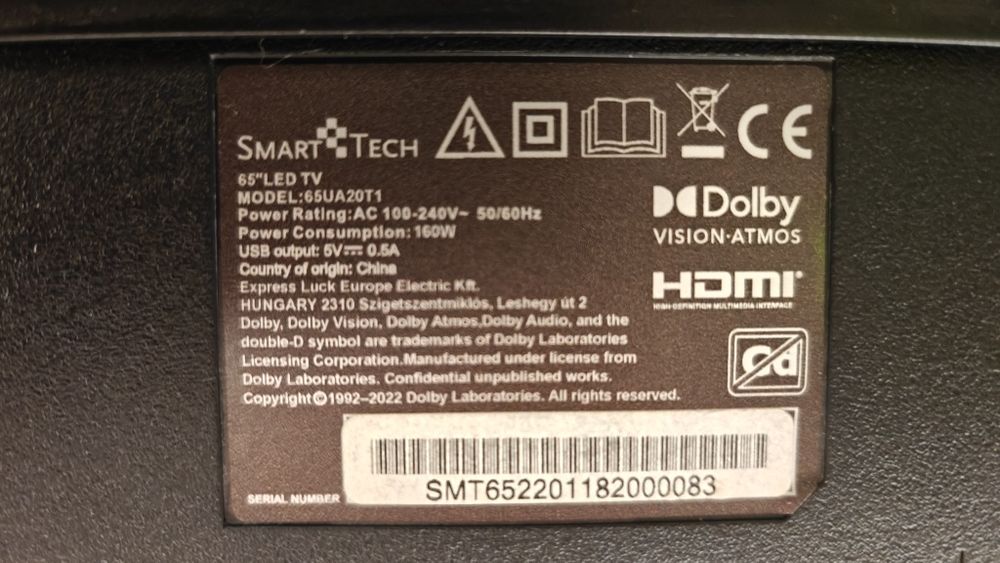 SMART TECH
65"LED TV
MODEL:65UA20T1
Power Rating:AC 100-240V~ 50/60Hz
Power Consumption: 160W
USB output: 5V⎓ 0.5A
Country of origin: China
Express Luck Europe Electric Kft.
HUNGARY 2310 Szigetszentmiklós, Leshegy út 2
Dolby, Dolby Vision, Dolby Atmos.Dolby Audio, and the
double-D symbol are trademarks of Dolby Laboratories
Licensing Corporation.Manufactured under license from
Dolby Laboratories. Confidential unpublished works.
Copyright©1992–2022 Dolby Laboratories. All rights reserved.
CE
Dolby
VISION·ATMOS
HDMI®
HIGH-DEFINITION MULTIMEDIA INTERFACE
Cd
SERIAL NUMBER
SMT652201182000083